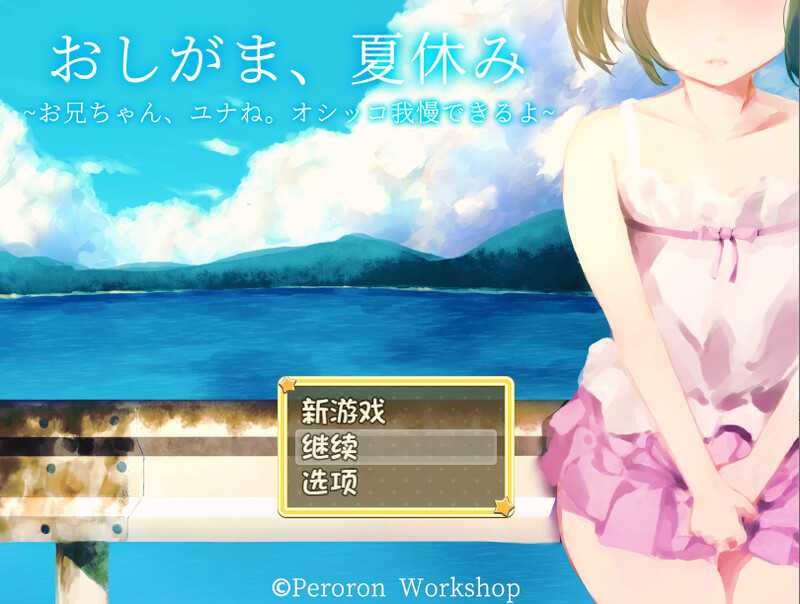 おしがま、夏休み
~お兄ちゃん、ユナね。オシッコ我慢できるよ~
新游戏
继续
选项
©Peroron Workshop